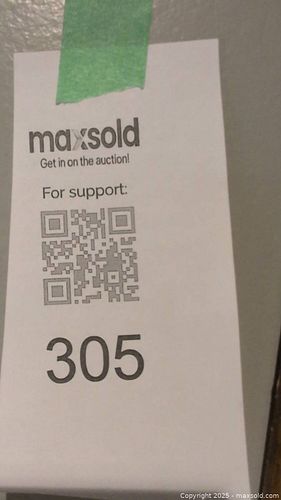 maxsold
Get in on the auction!
For support:
305
Copyright 2025 - maxsold.com